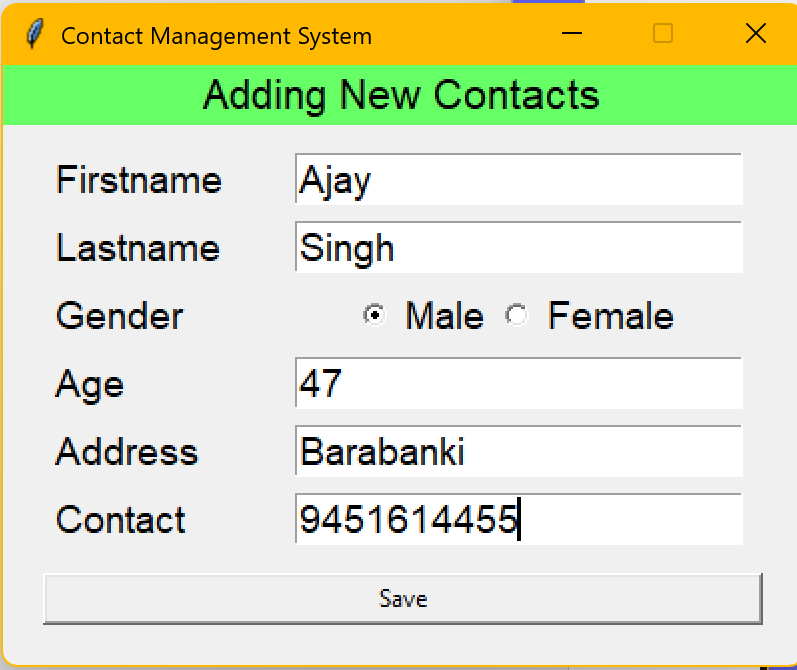 Contact Management System
Adding New Contacts
Firstname Ajay
Lastname Singh
Gender Male Female
Age 47
Address Barabanki
Contact 9451614455
Save